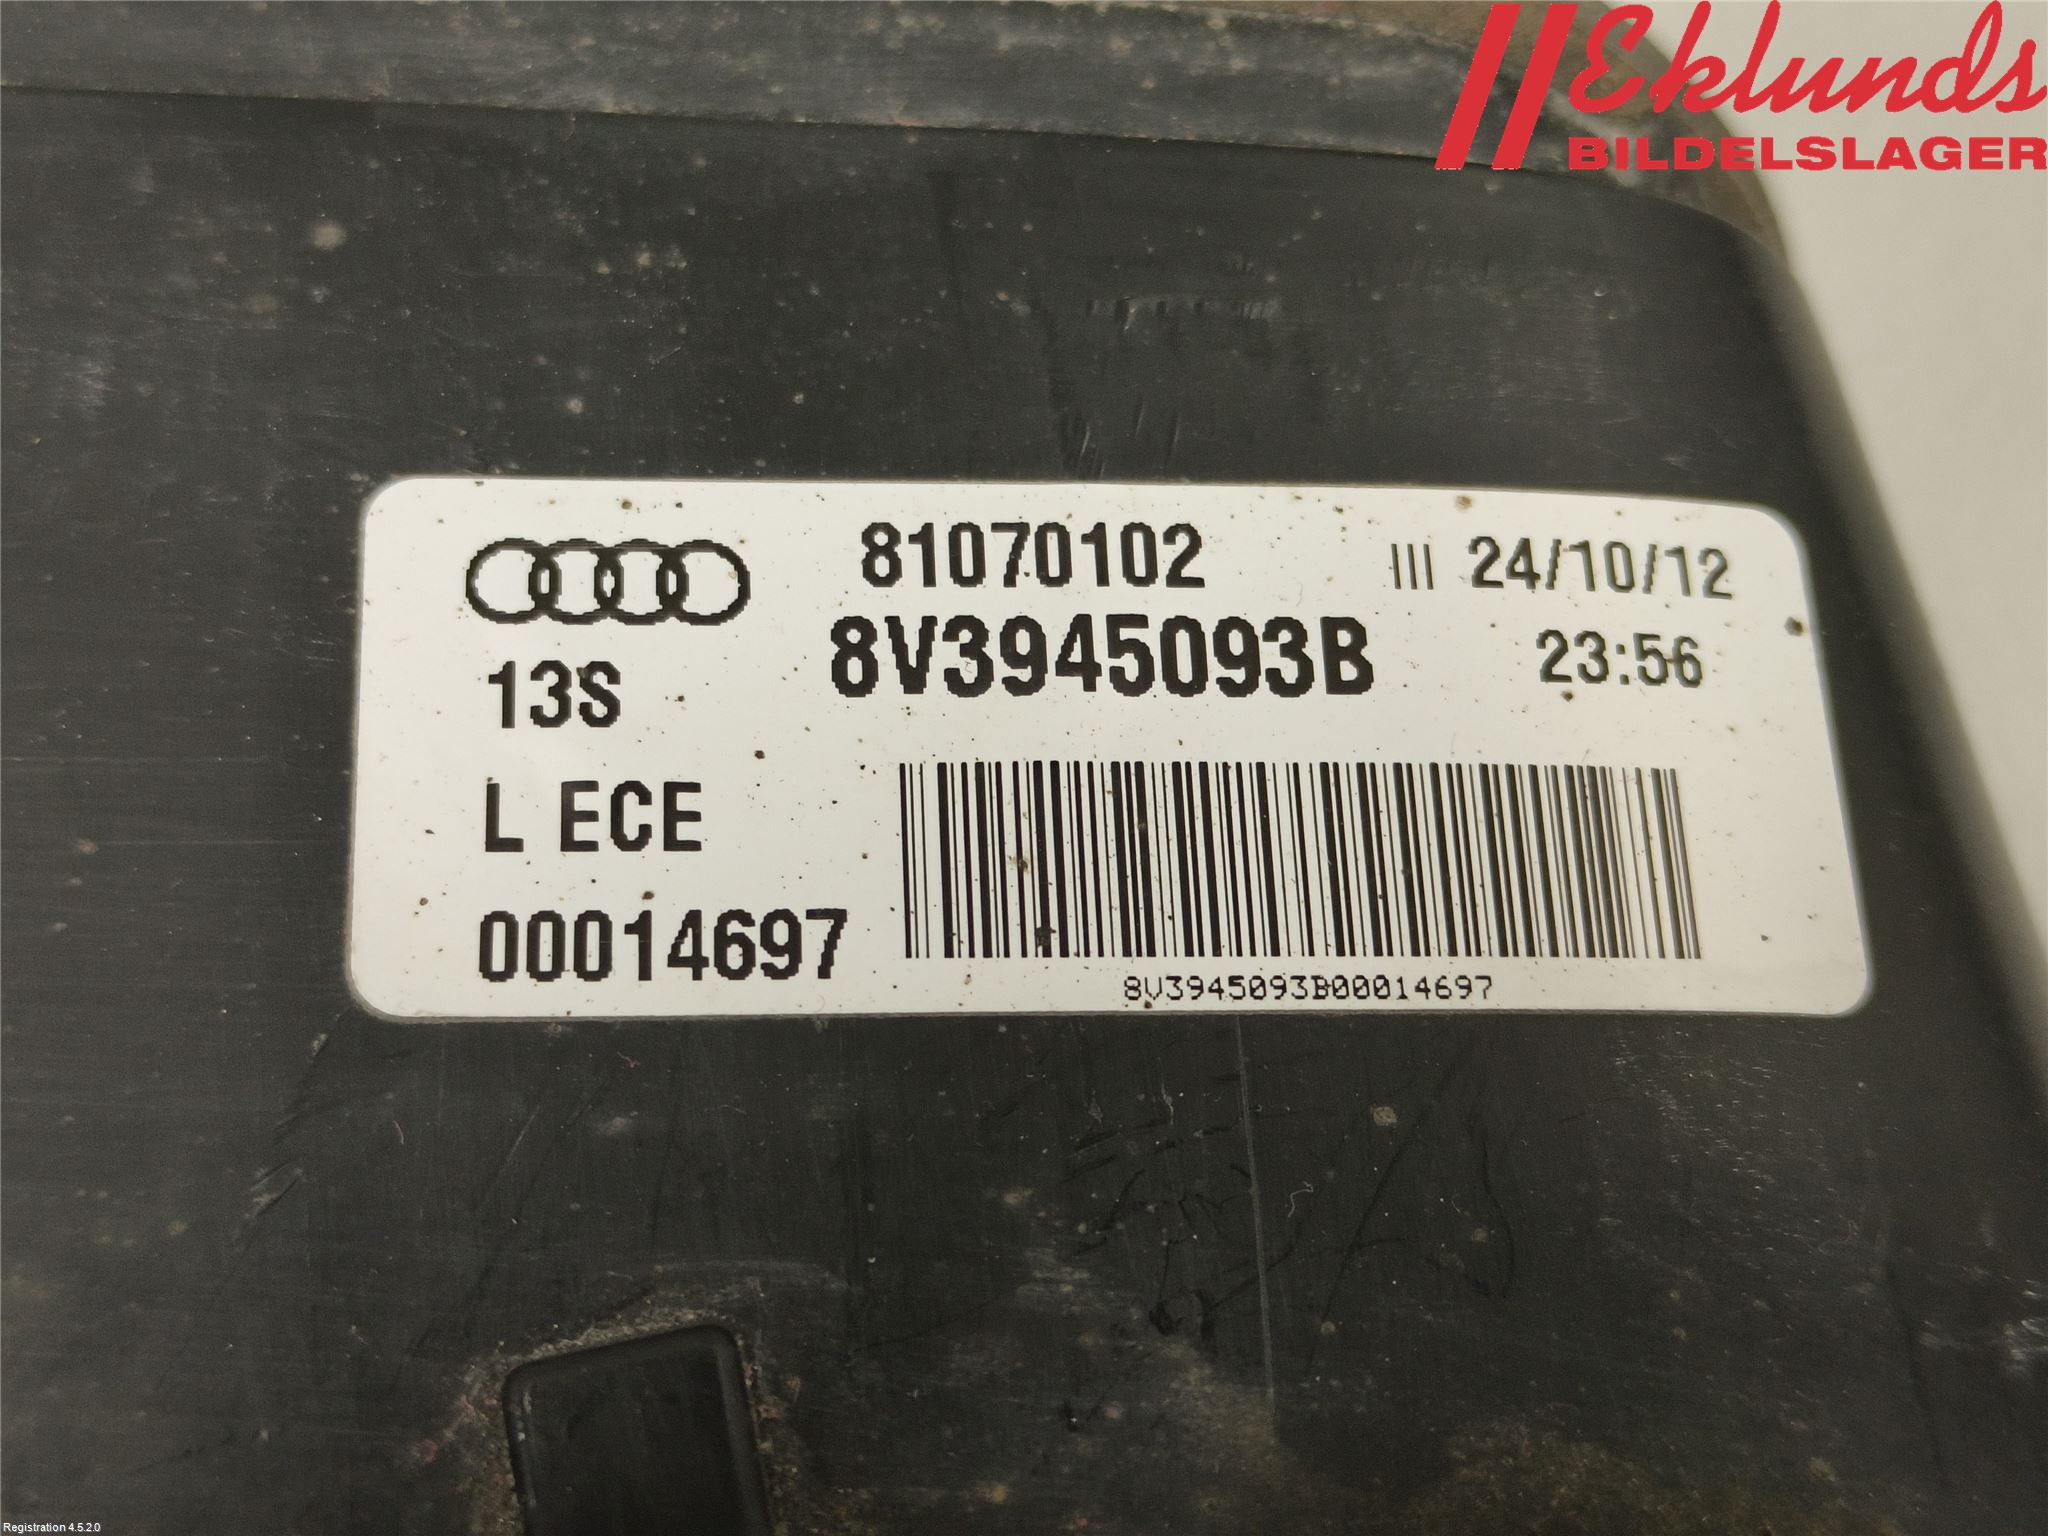 Eklunds
BILDELSLAGER
81070102
III 24/10/12
13S
8V3945093B
23:56
L ECE
00014697
8V3945093B00014697
Registration 4.5.2.0